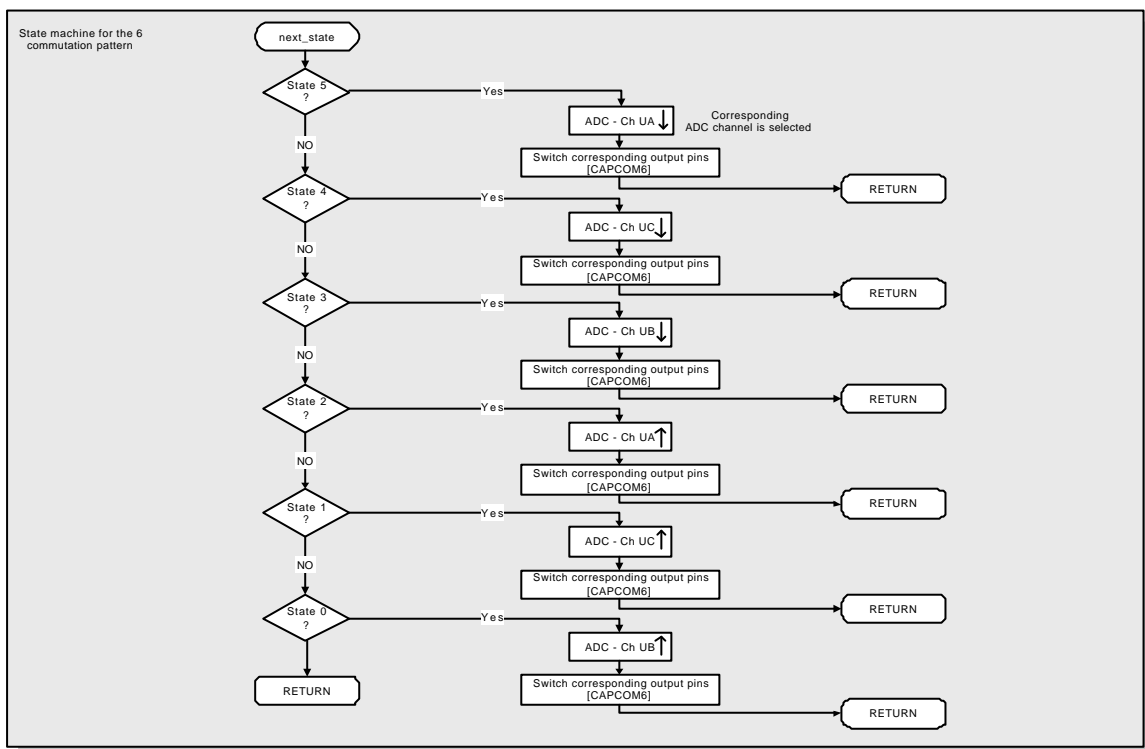 State machine for the 6
commutation pattern
next_state
State 5
?
Yes
ADC - Ch UA
Corresponding
ADC channel is selected
NO
Switch corresponding output pins
[CAPCOM6]
RETURN
State 4
?
Yes
ADC - Ch UC
NO
Switch corresponding output pins
[CAPCOM6]
RETURN
State 3
?
Yes
ADC - Ch UB
NO
Switch corresponding output pins
[CAPCOM6]
RETURN
State 2
?
Yes
ADC - Ch UA
NO
Switch corresponding output pins
[CAPCOM6]
RETURN
State 1
?
Yes
ADC - Ch UC
NO
Switch corresponding output pins
[CAPCOM6]
RETURN
State 0
?
Yes
ADC - Ch UB
RETURN
Switch corresponding output pins
[CAPCOM6]
RETURN